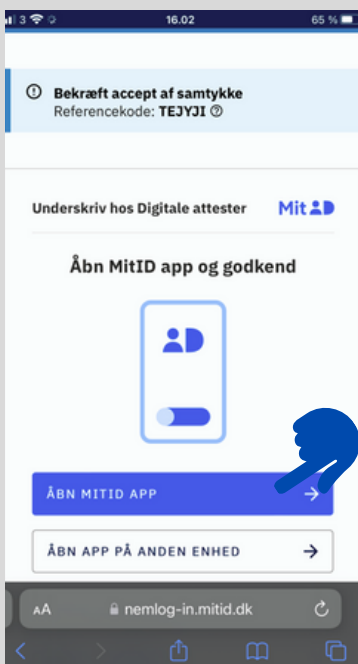 3
16.02
65 %
Bekræft accept af samtykke
Referencekode: TEJYJI
Underskriv hos Digitale attester MitID
Åbn MitID app og godkend
ÅBN MITID APP
ÅBN APP PÅ ANDEN ENHED
AA nemlog-in.mitid.dk